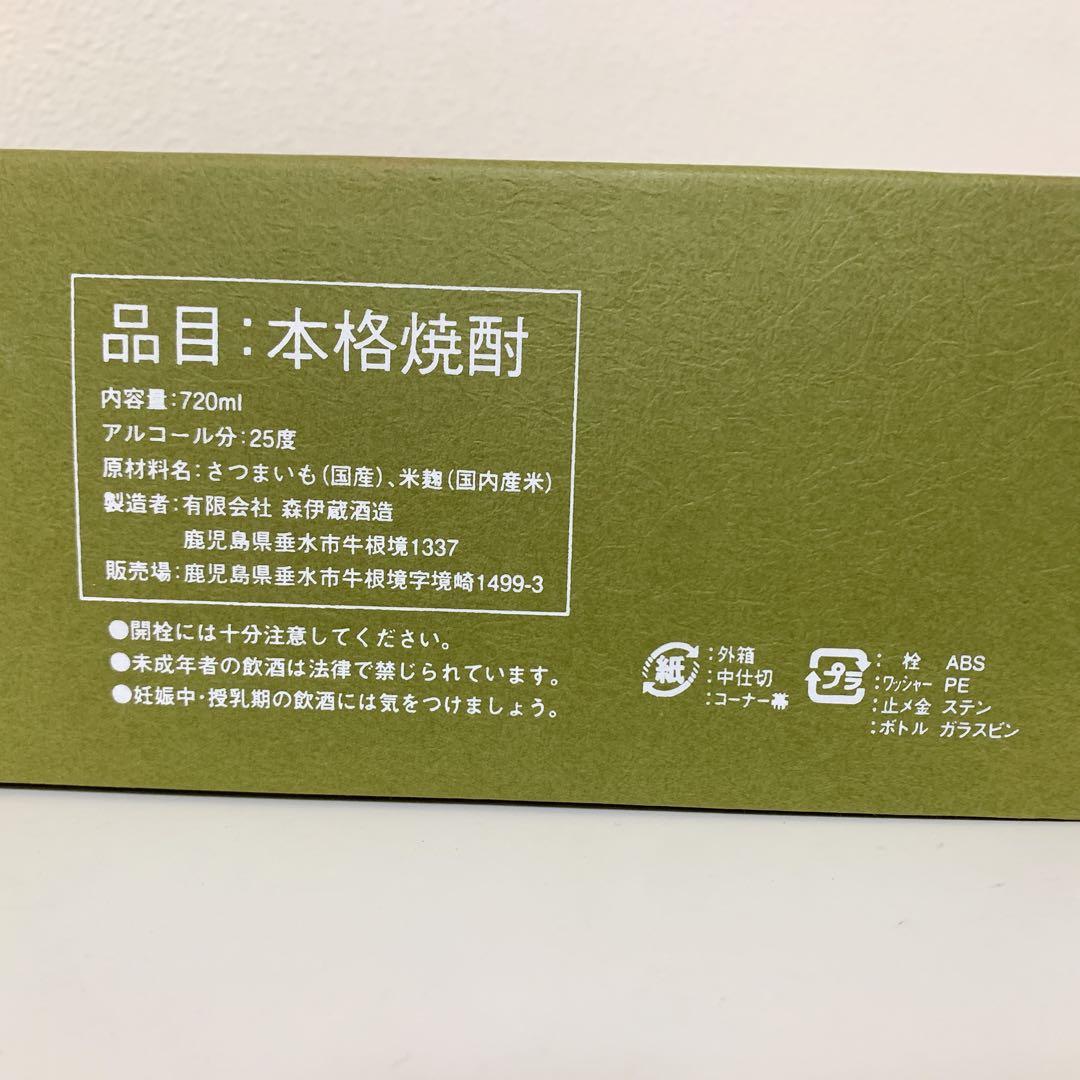 品目:本格焼酎
内容量:720ml
アルコール分:25度
原材料名:さつまいも(国産)、米麹(国内産米)
製造者:有限会社 森伊蔵酒造
鹿児島県垂水市牛根境1337
販売場:鹿児島県垂水市牛根境字境崎1499-3
●開栓には十分注意してください。
●未成年者の飲酒は法律で禁じられています。
●妊娠中・授乳期の飲酒には気をつけましょう。
紙
:外箱
:中仕切
:コーナー帯
プラ
:栓 ABS
:ワッシャー PE
:止メ金 ステン
:ボトル ガラスビン